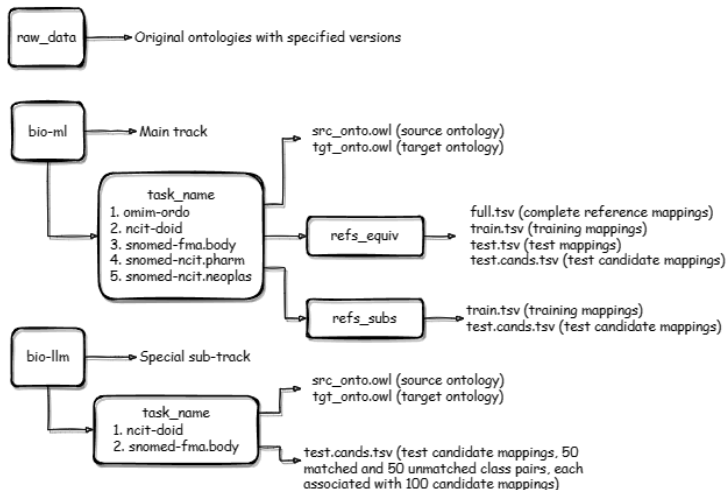 raw_data
Original ontologies with specified versions
bio-ml
Main track
src_onto.owl (source ontology)
tgt_onto.owl (target ontology)
task_name
1. omim-ordo
2. ncit-doid
3. snomed-fma.body
4. snomed-ncit.pharm
5. snomed-ncit.neoplas
refs_equiv
full.tsv (complete reference mappings)
train.tsv (training mappings)
test.tsv (test mappings)
test.cands.tsv (test candidate mappings)
refs_subs
train.tsv (training mappings)
test.cands.tsv (test candidate mappings)
bio-llm
Special sub-track
src_onto.owl (source ontology)
tgt_onto.owl (target ontology)
task_name
1. ncit-doid
2. snomed-fma.body
test.cands.tsv (test candidate mappings, 50
matched and 50 unmatched class pairs, each
associated with 100 candidate mappings)